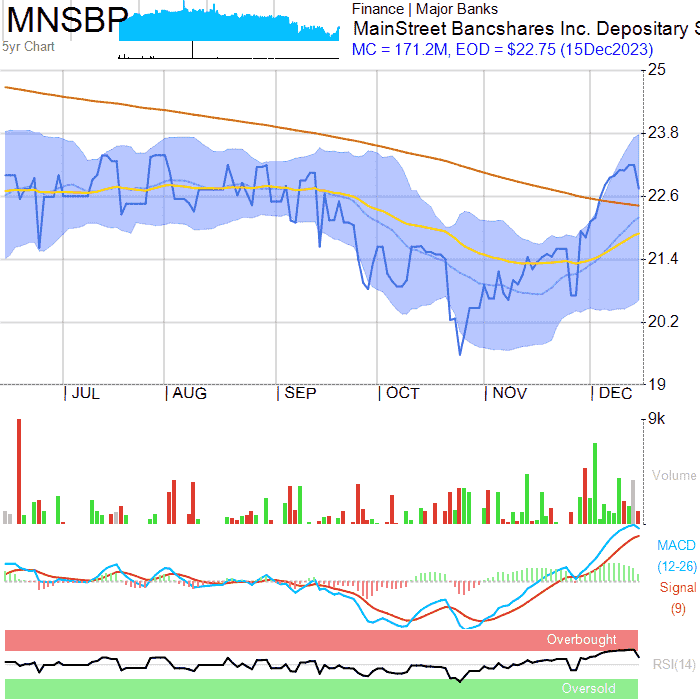 MNSBP
5yr Chart
Finance | Major Banks
MainStreet Bancshares Inc. Depositary S
MC = 171.2M, EOD = $22.75 (15Dec2023)
25
23.8
22.6
21.4
20.2
19
JUL AUG SEP OCT NOV DEC
9k
Volume
MACD
(12-26)
Signal
(9)
Overbought
RSI(14)
Oversold